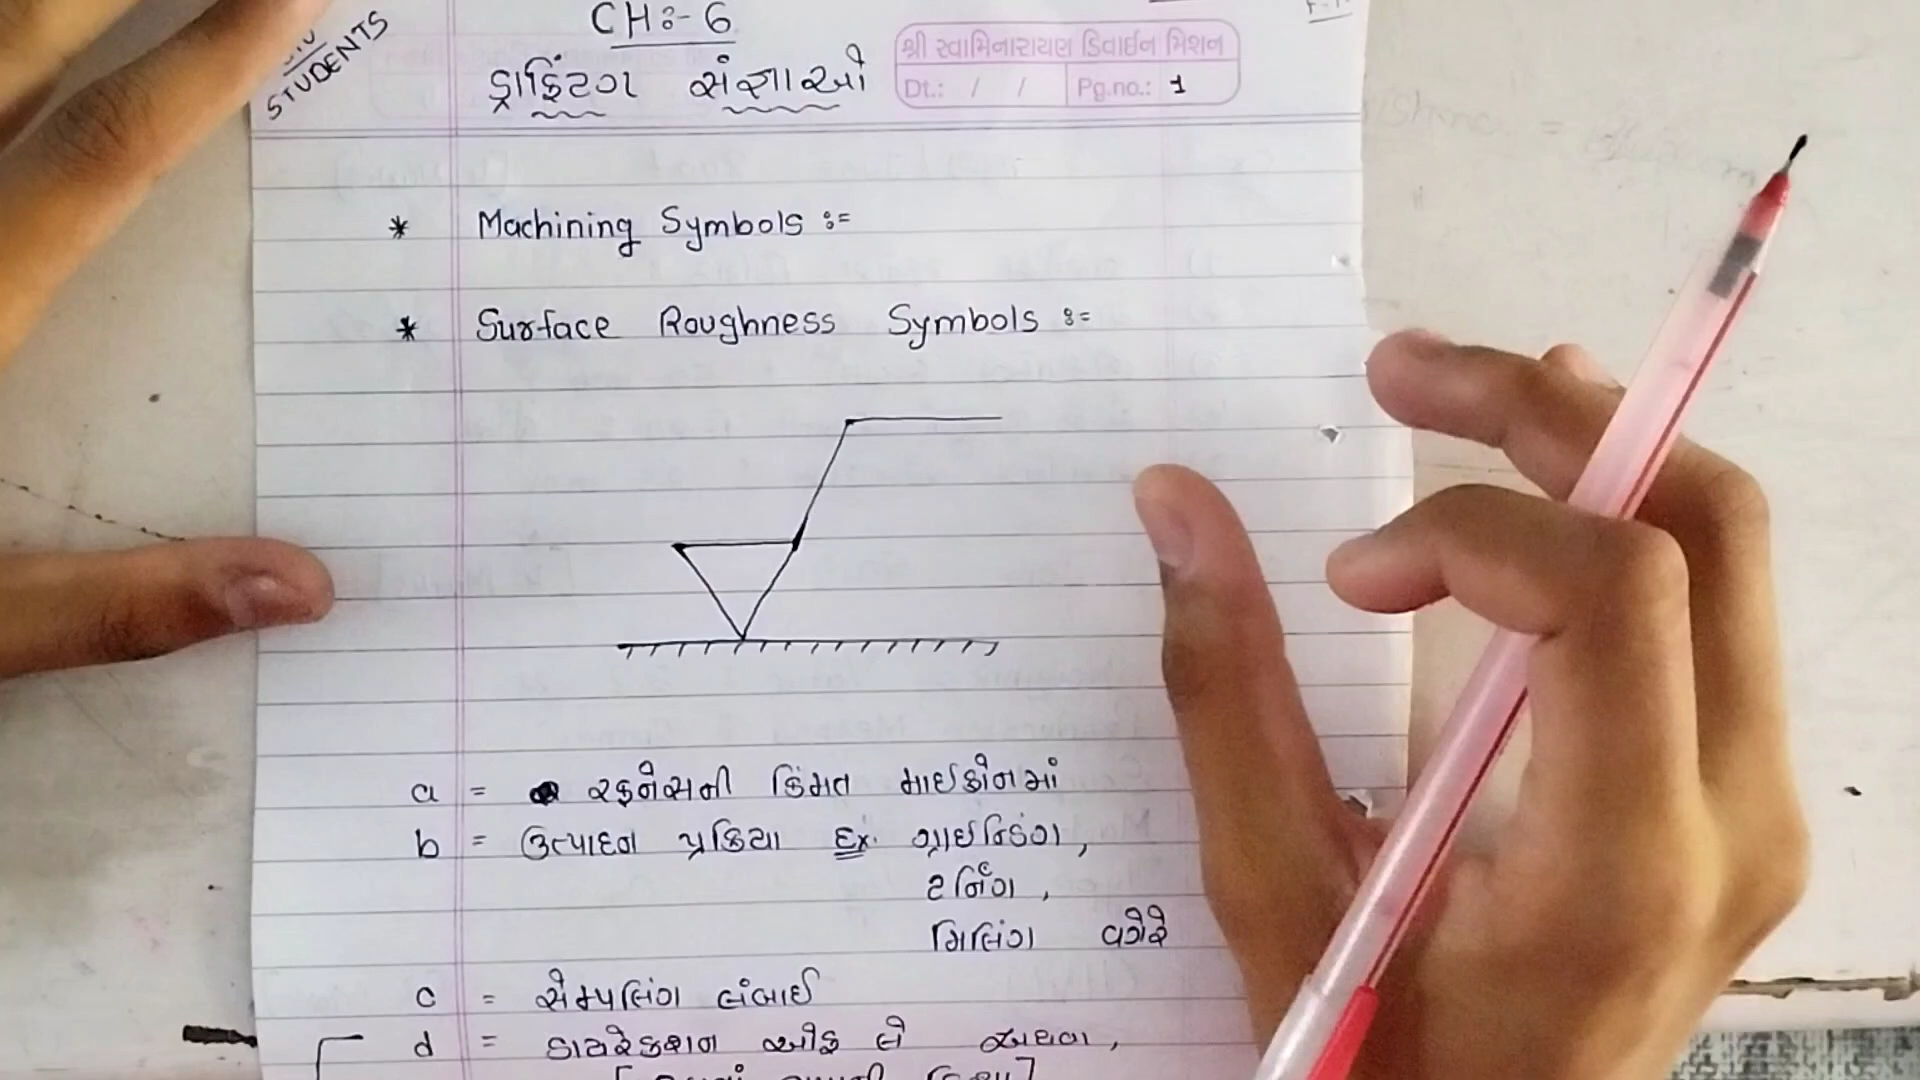 STUDENTS
CH:- 6
ડ્રાફ્ટિંગ સંજ્ઞાઓ
શ્રી સ્વામિનારાયણ ડિવાઈન મિશન
Dt.: / / Pg.no.: 1
* Machining Symbols :=
* Surface Roughness Symbols :=
a = રફનેસની કિંમત માઈક્રોનમાં
b = ઉત્પાદન પ્રક્રિયા Ex. ગ્રાઈન્ડિંગ,
ટર્નિંગ,
મિલિંગ વગેરે
c = સેમ્પલિંગ લંબાઈ
d = ડાયરેકશન ઓફ લે અથવા,